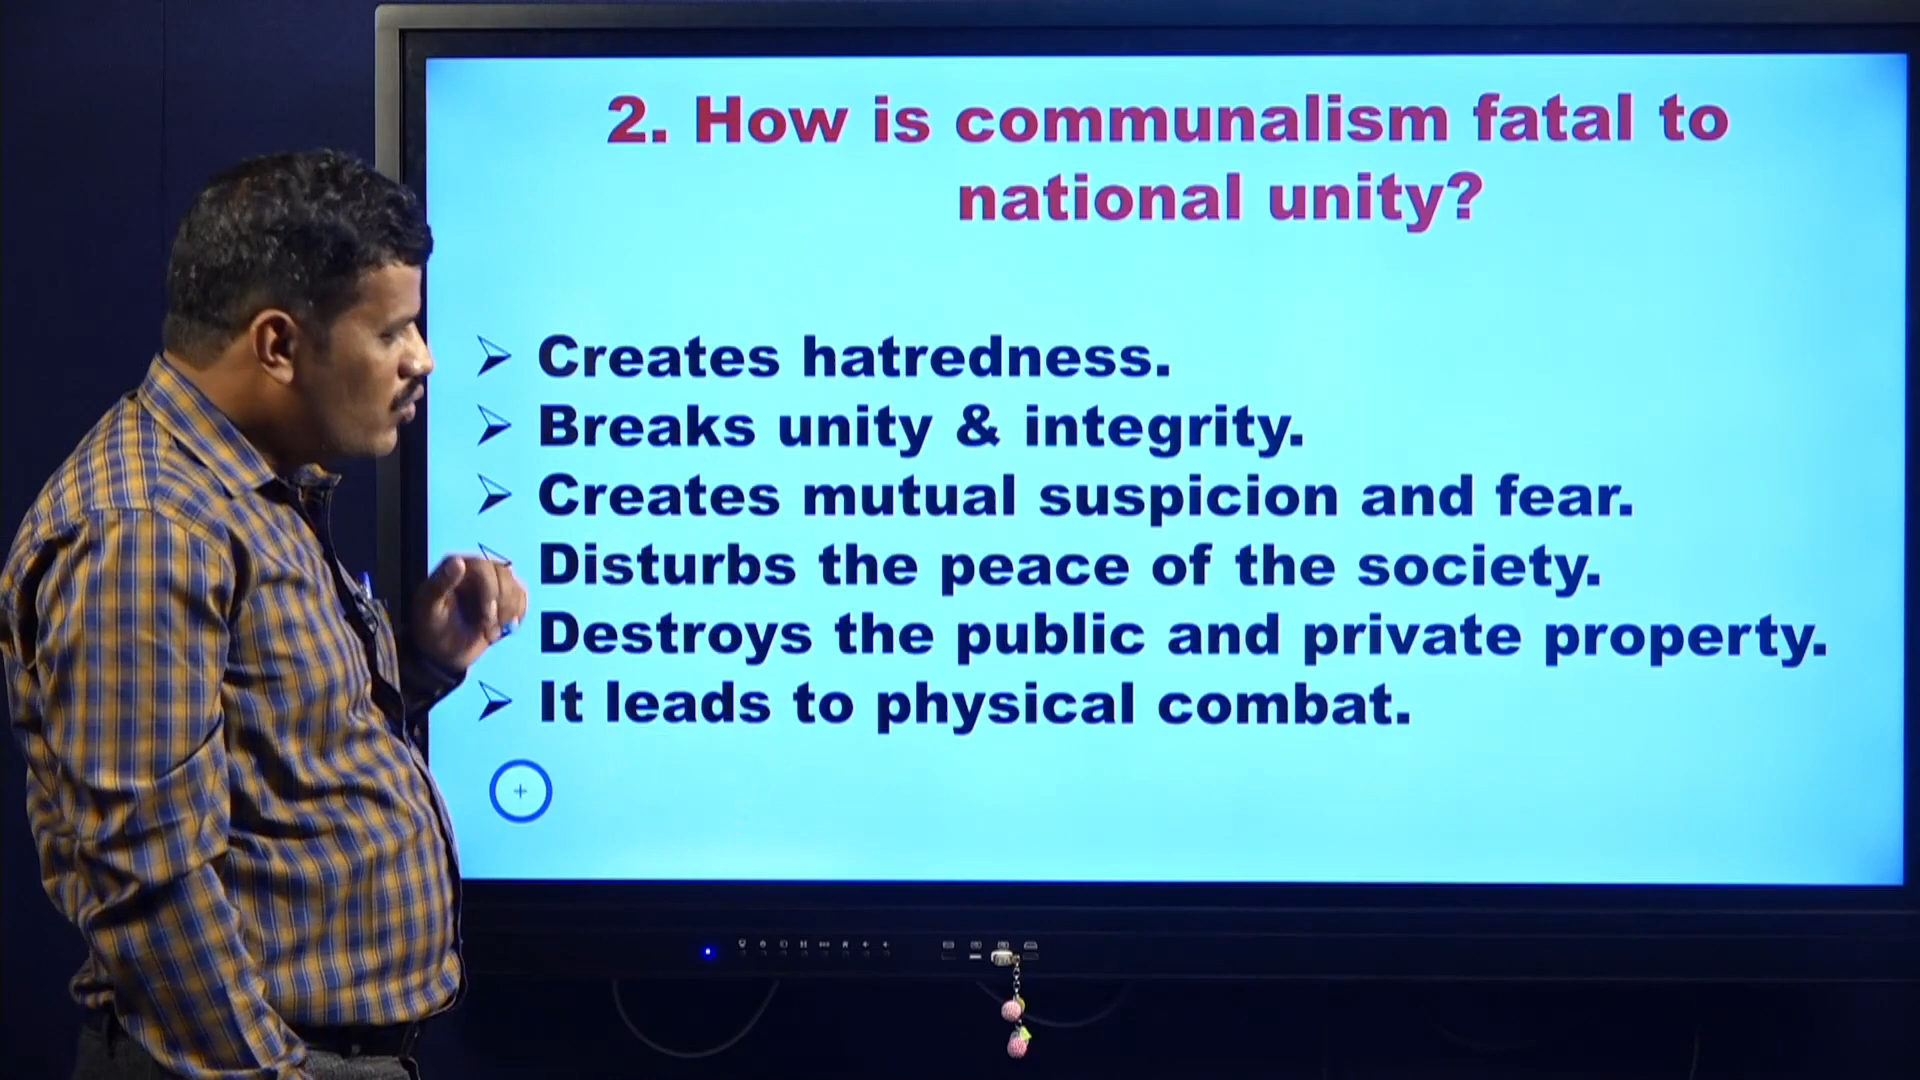 2. How is communalism fatal to
national unity?
Creates hatredness.
Breaks unity & integrity.
Creates mutual suspicion and fear.
Disturbs the peace of the society.
Destroys the public and private property.
It leads to physical combat.